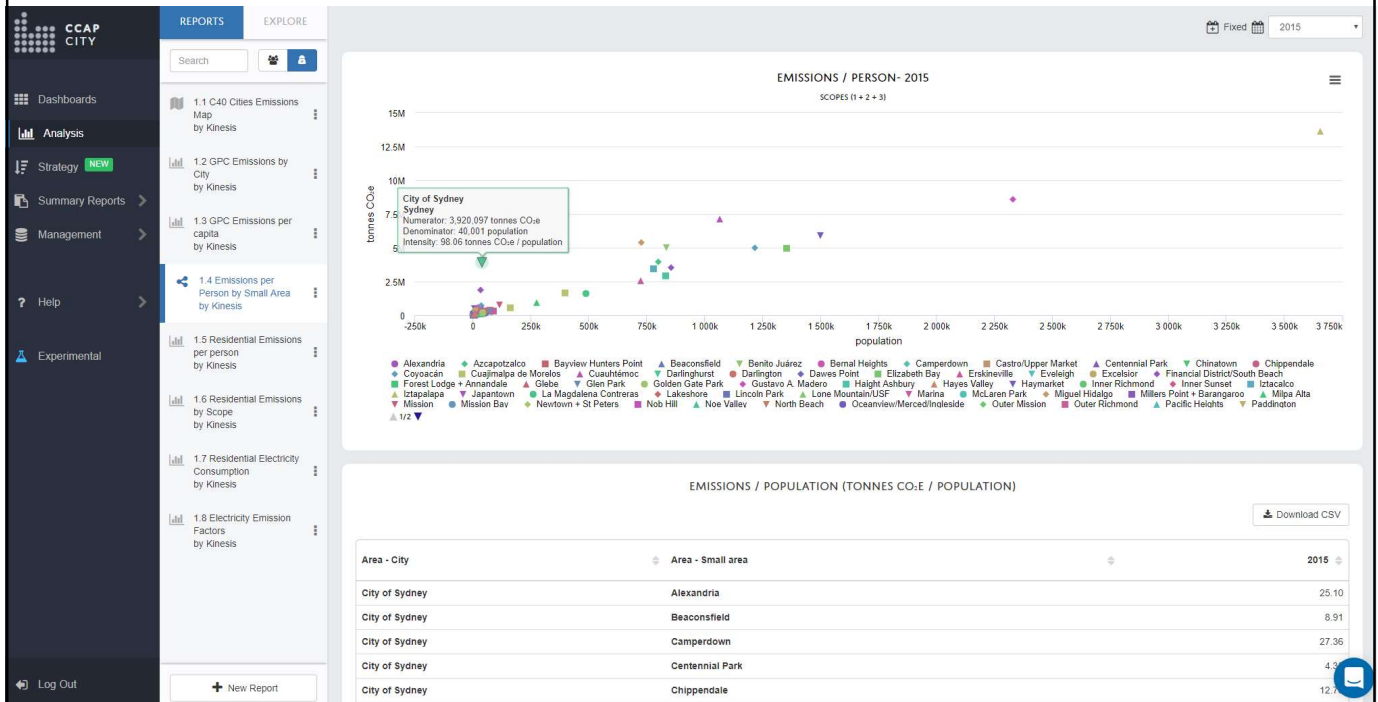 CCAP
CITY
Dashboards
Analysis
Strategy NEW
Summary Reports
Management
? Help
Experimental
Log Out
REPORTS EXPLORE
Search
1.1 C40 Cities Emissions
Map
by Kinesis
1.2 GPC Emissions by
City
by Kinesis
1.3 GPC Emissions per
capita
by Kinesis
1.4 Emissions per
Person by Small Area
by Kinesis
1.5 Residential Emissions
per person
by Kinesis
1.6 Residential Emissions
by Scope
by Kinesis
1.7 Residential Electricity
Consumption
by Kinesis
1.8 Electricity Emission
Factors
by Kinesis
+ New Report
Fixed 2015
EMISSIONS / PERSON- 2015
SCOPES (1 + 2 + 3)
tonnes CO₂e
15M
12.5M
10M
7.5
5
2.5M
0
City of Sydney
Sydney
Numerator: 3,920,097 tonnes CO₂e
Denominator: 40,001 population
Intensity: 98.06 tonnes CO₂e / population
-250k 0 250k 500k 750k 1 000k 1 250k 1 500k 1 750k 2 000k 2 250k 2 500k 2 750k 3 000k 3 250k 3 500k 3 750k
population
Alexandria Azcapotzalco Bayview Hunters Point Beaconsfield Benito Juárez Bernal Heights Camperdown Castro/Upper Market Centennial Park Chinatown Chippendale
Coyoacán Cuajimalpa de Morelos Cuauhtémoc Darlinghurst Darlington Dawes Point Elizabeth Bay Erskineville Eveleigh Excelsior Financial District/South Beach
Forest Lodge + Annandale Glebe Glen Park Golden Gate Park Gustavo A. Madero Haight Ashbury Hayes Valley Haymarket Inner Richmond Inner Sunset Iztacalco
Iztapalapa Japantown La Magdalena Contreras Lakeshore Lincoln Park Lone Mountain/USF Marina McLaren Park Miguel Hidalgo Millers Point + Barangaroo Milpa Alta
Mission Mission Bay Newtown + St Peters Nob Hill Noe Valley North Beach Oceanview/Merced/Ingleside Outer Mission Outer Richmond Pacific Heights Paddington
1/2
EMISSIONS / POPULATION (TONNES CO₂E / POPULATION)
Download CSV
Area - City Area - Small area 2015
City of Sydney Alexandria 25.10
City of Sydney Beaconsfield 8.91
City of Sydney Camperdown 27.36
City of Sydney Centennial Park
City of Sydney Chippendale